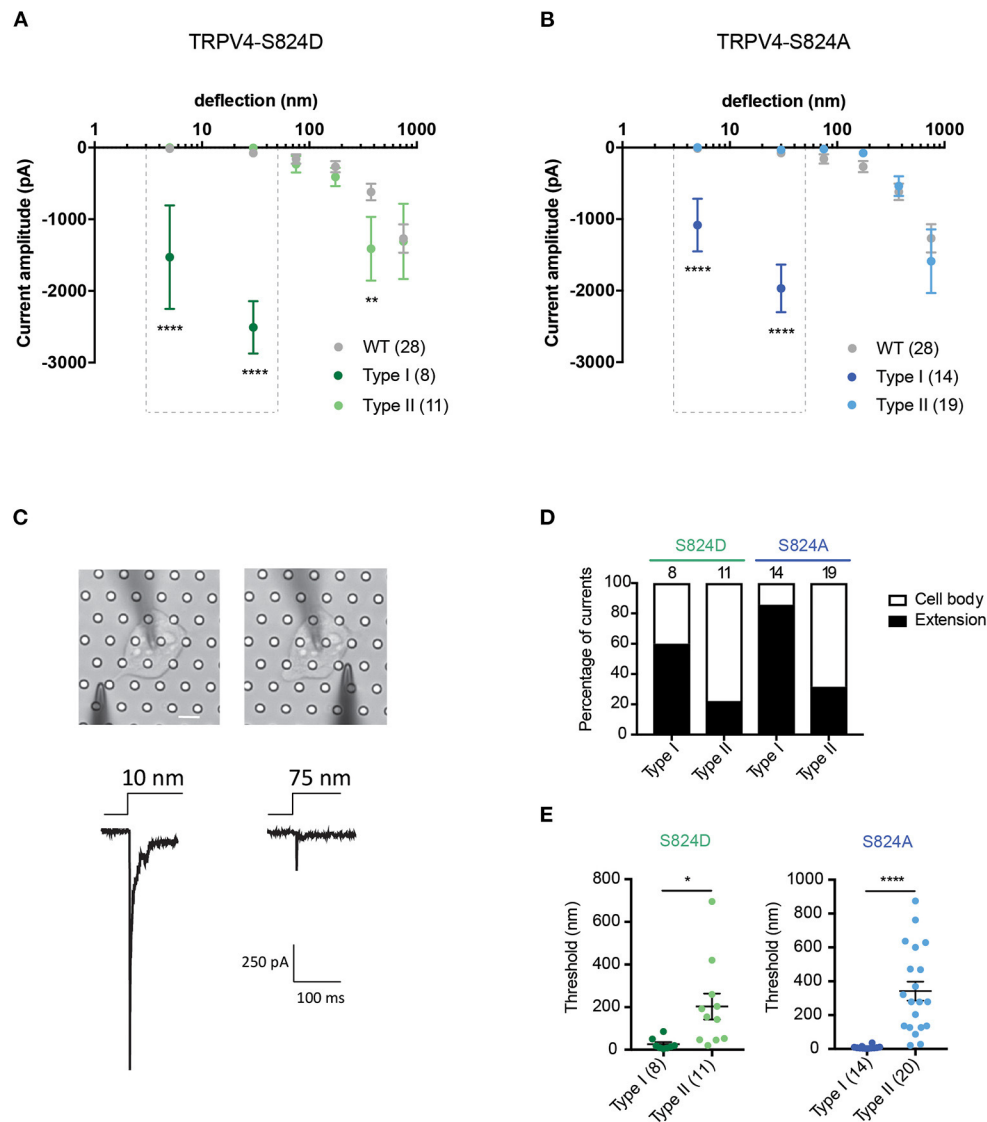 A
TRPV4-S824D
deflection (nm)
1 10 100 1000
Current amplitude (pA)
0
-1000
-2000
-3000
****
****
**
WT (28)
Type I (8)
Type II (11)
B
TRPV4-S824A
deflection (nm)
1 10 100 1000
Current amplitude (pA)
0
-1000
-2000
-3000
****
****
WT (28)
Type I (14)
Type II (19)
C
10 nm
75 nm
250 pA
100 ms
D
S824D S824A
8 11 14 19
Percentage of currents
100
80
60
40
20
0
Type I
Type II
Type I
Type II
Cell body
Extension
E
S824D
*
Threshold (nm)
800
600
400
200
0
Type I (8)
Type II (11)
S824A
****
Threshold (nm)
1000
800
600
400
200
0
Type I (14)
Type II (20)